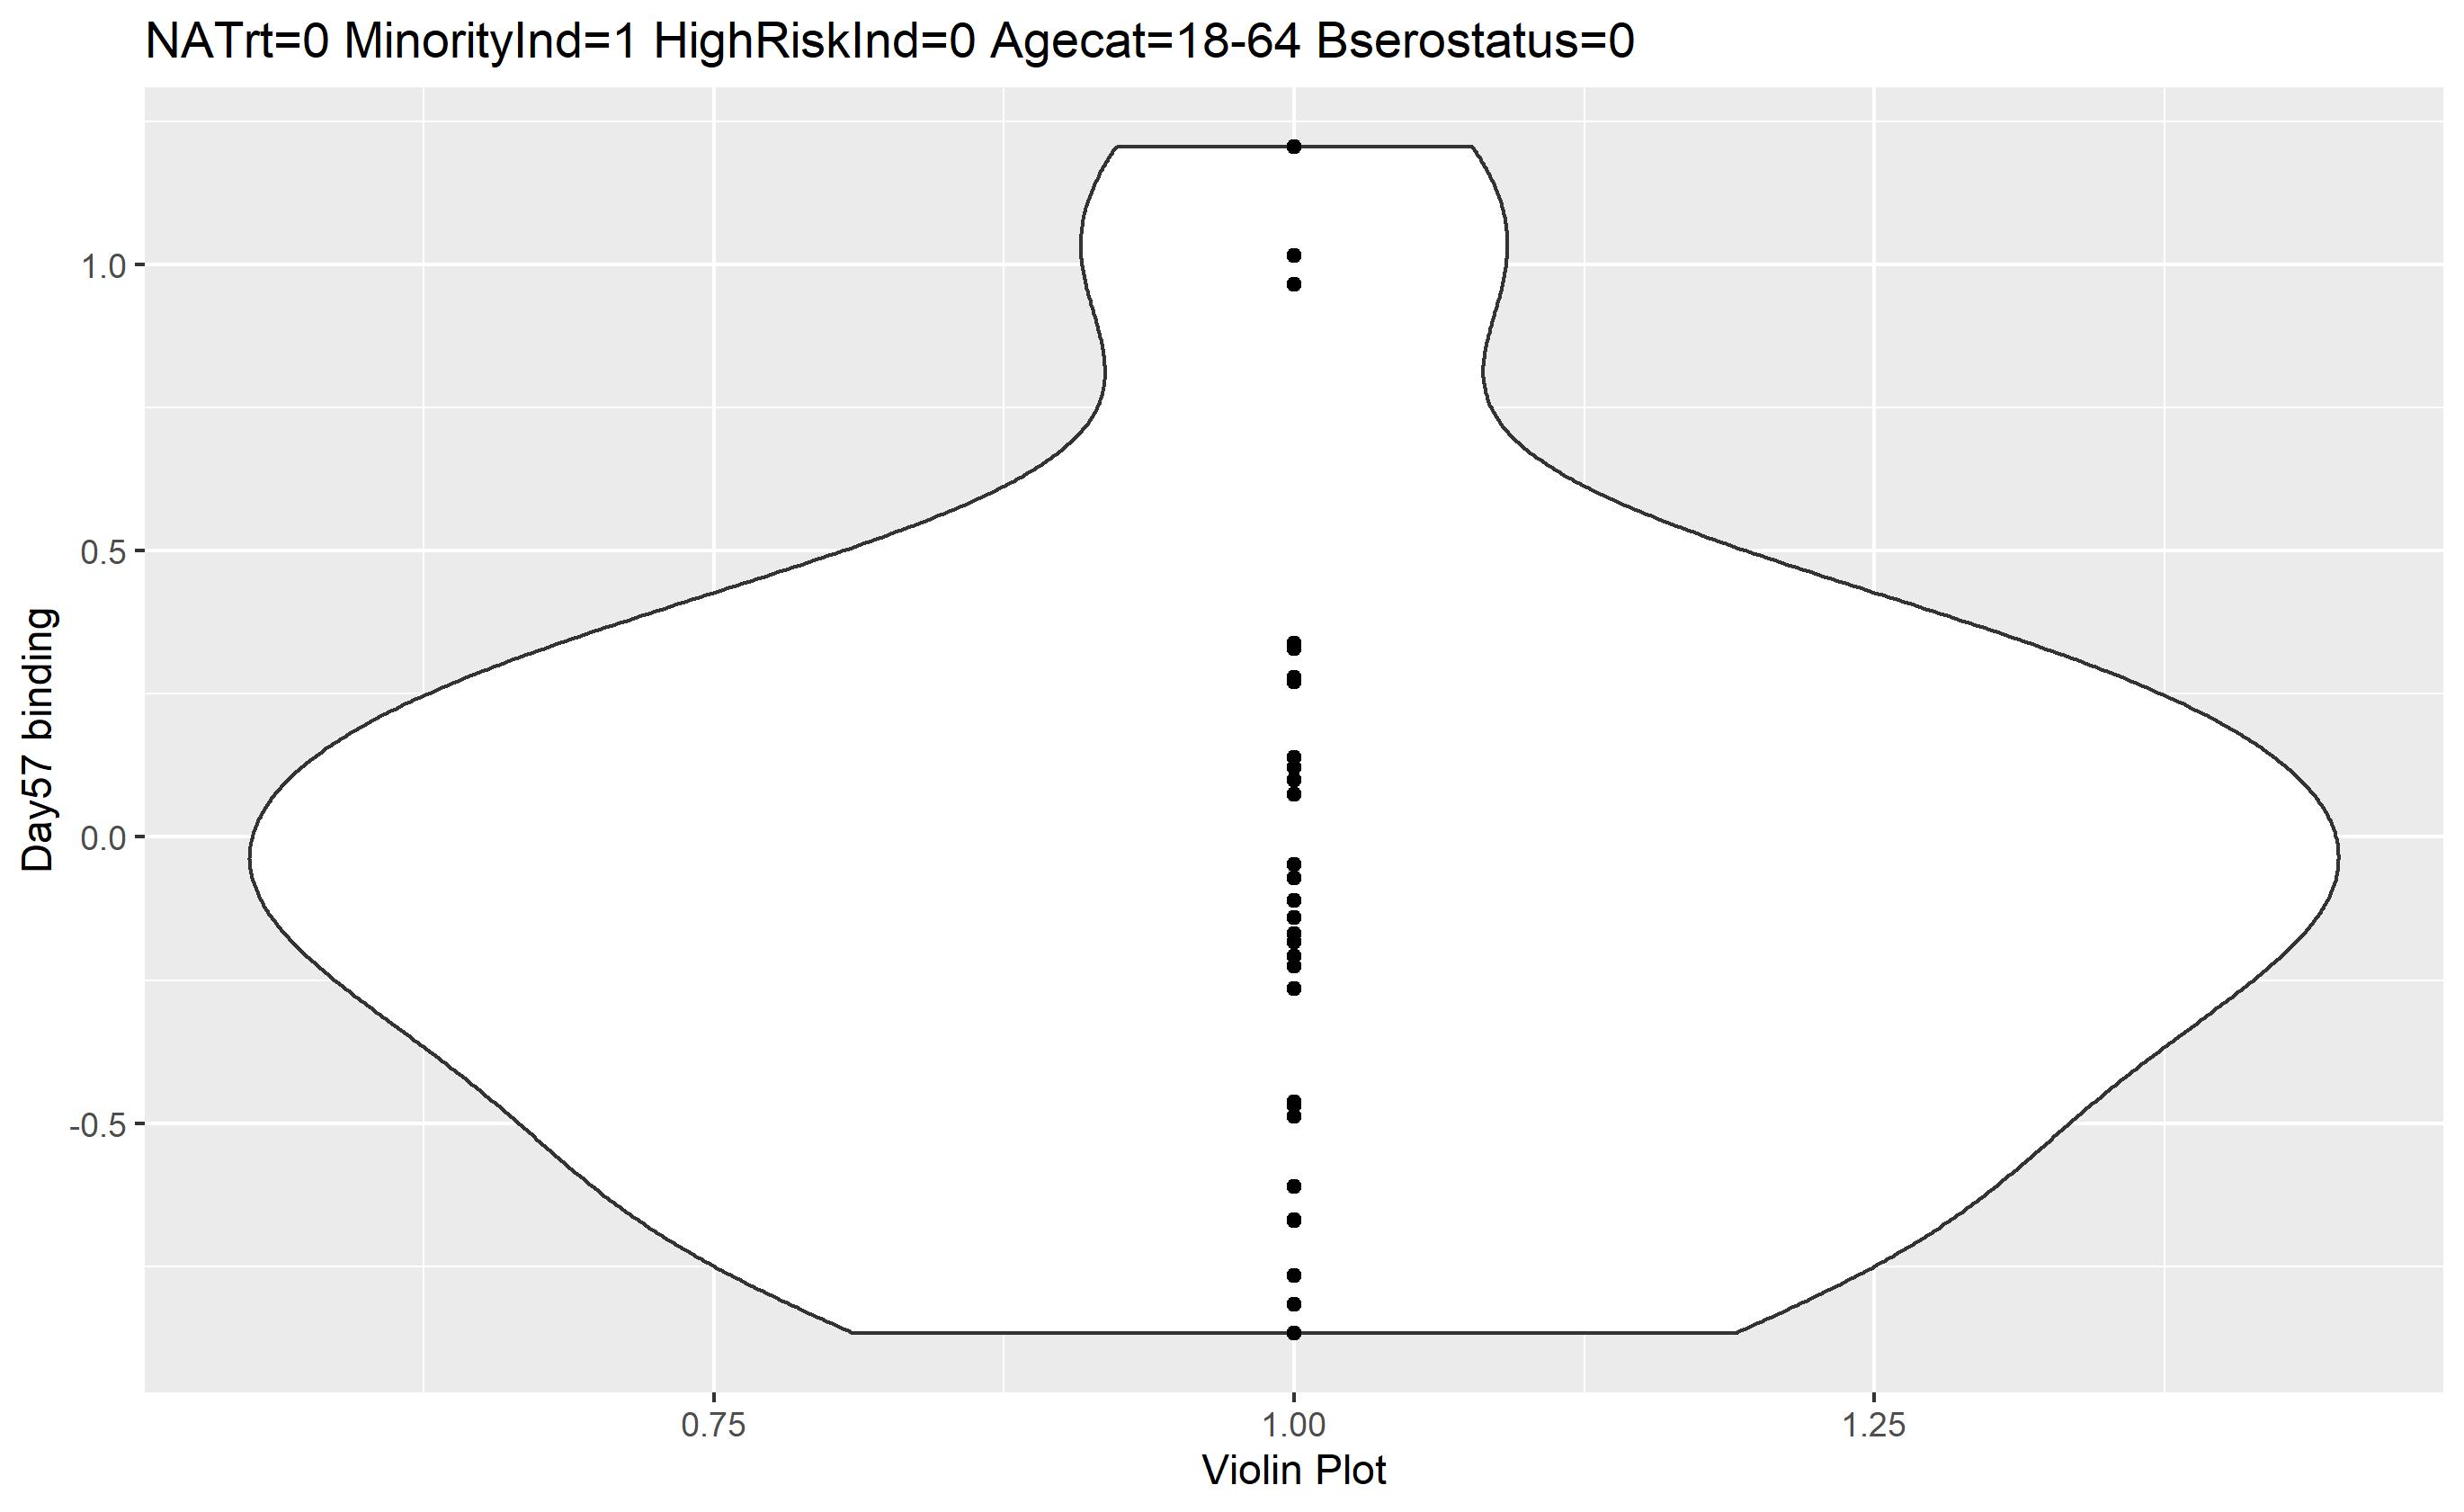 NATrt=0 MinorityInd=1 HighRiskInd=0 Agecat=18-64 Bserostatus=0
Day57 binding
1.0
0.5
0.0
-0.5
0.75 1.00 1.25
Violin Plot